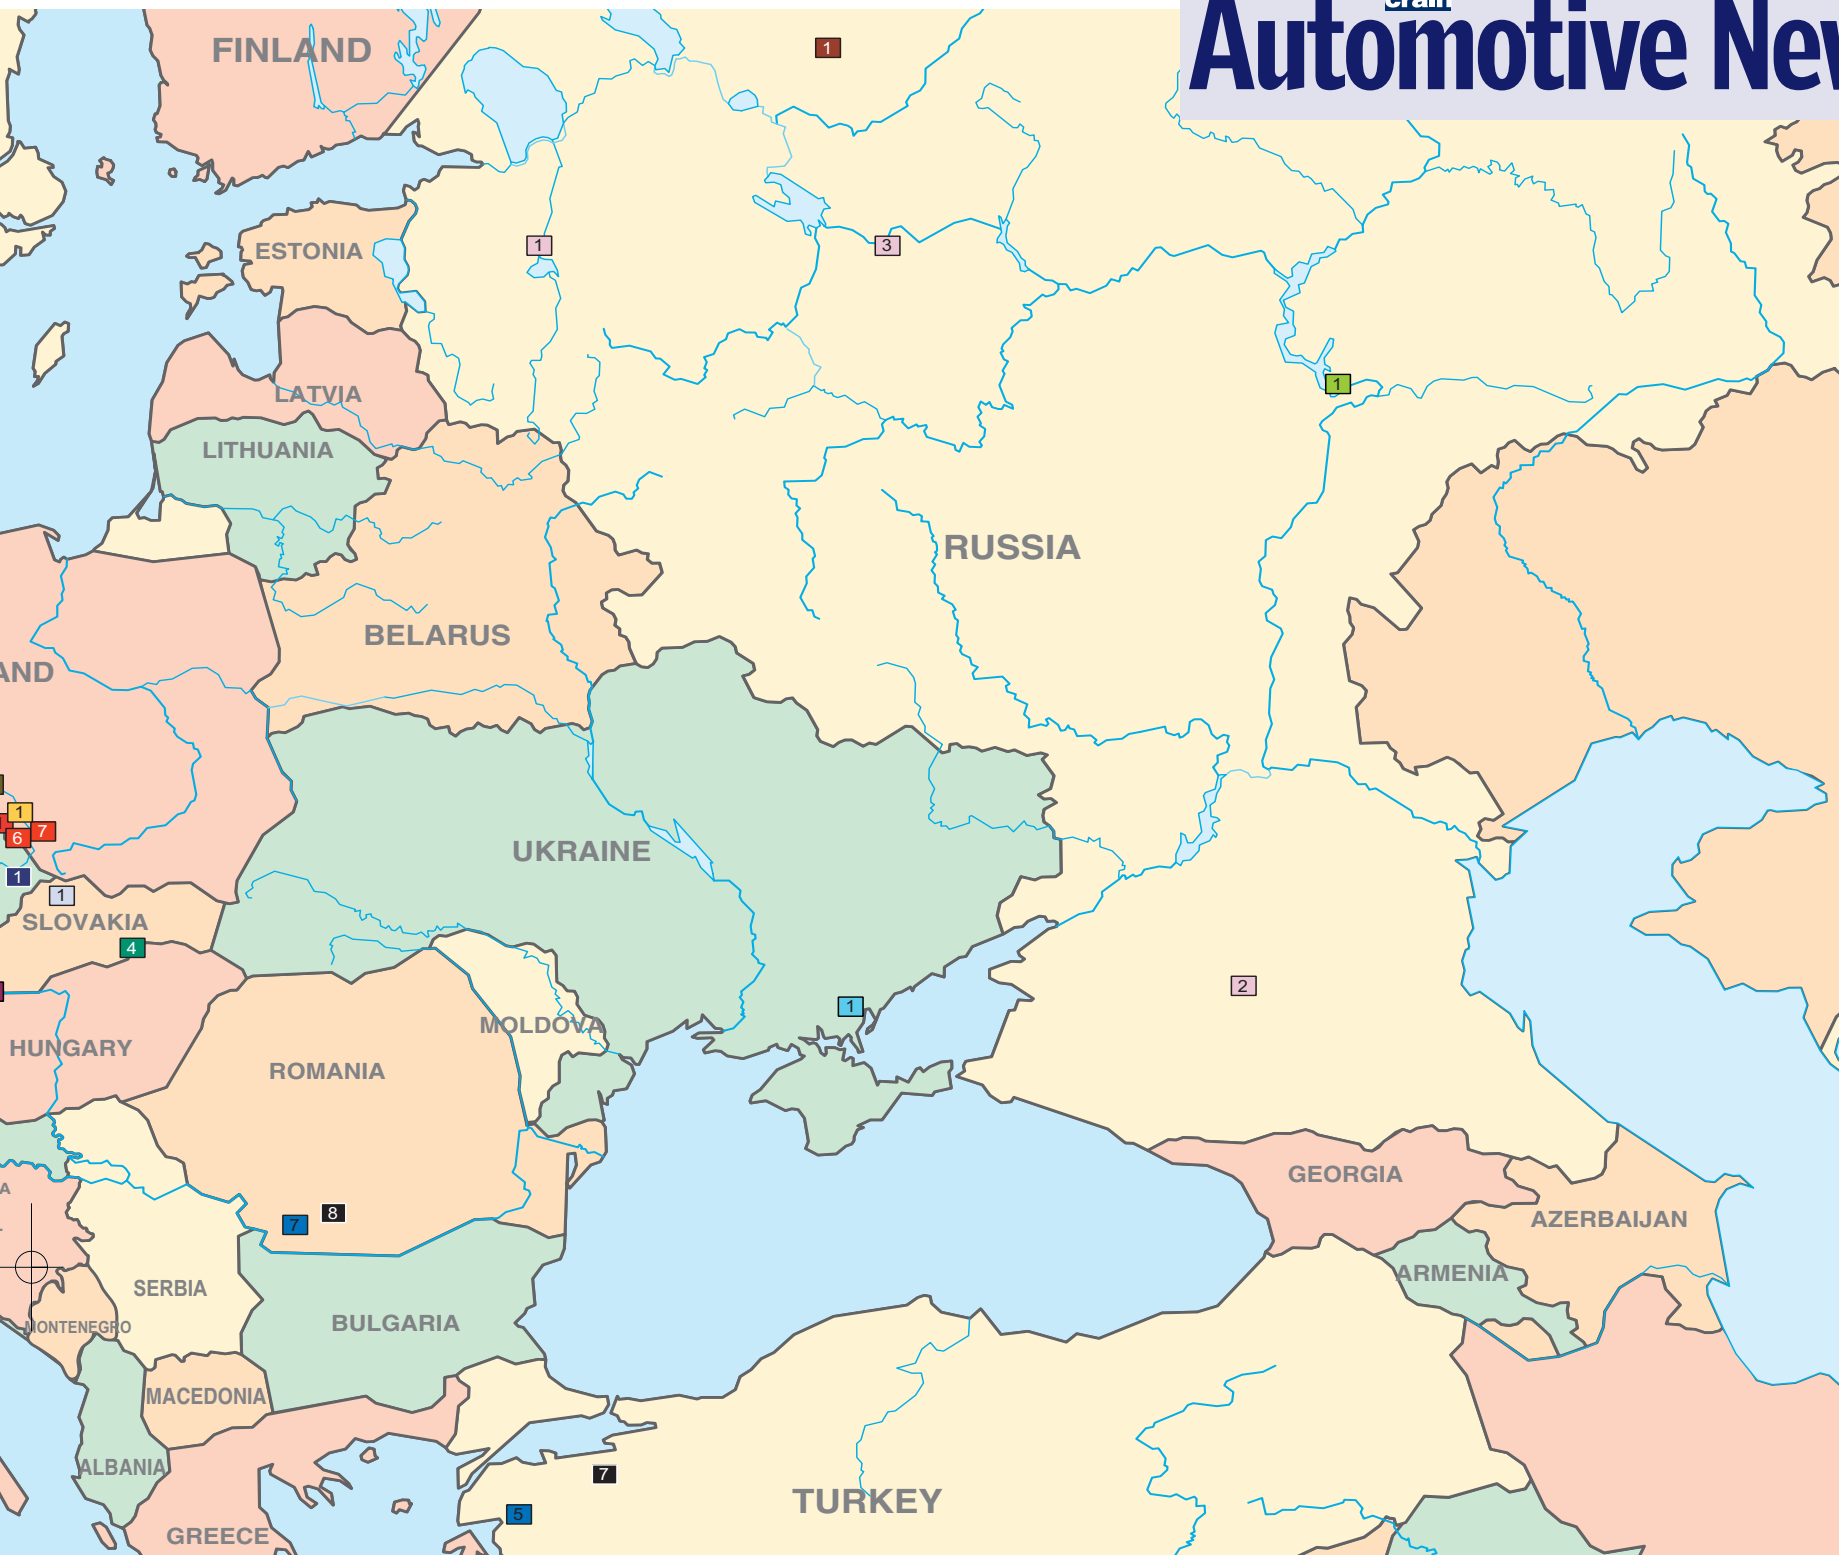 crain
Automotive New
FINLAND
1
ESTONIA
1
3
1
LATVIA
LITHUANIA
RUSSIA
BELARUS
AND
1
7
6
1
1
UKRAINE
SLOVAKIA
4
2
1
MOLDOVA
HUNGARY
ROMANIA
GEORGIA
A
8
7
AZERBAIJAN
SERBIA
ARMENIA
MONTENEGRO
BULGARIA
MACEDONIA
ALBANIA
7
TURKEY
5
GREECE